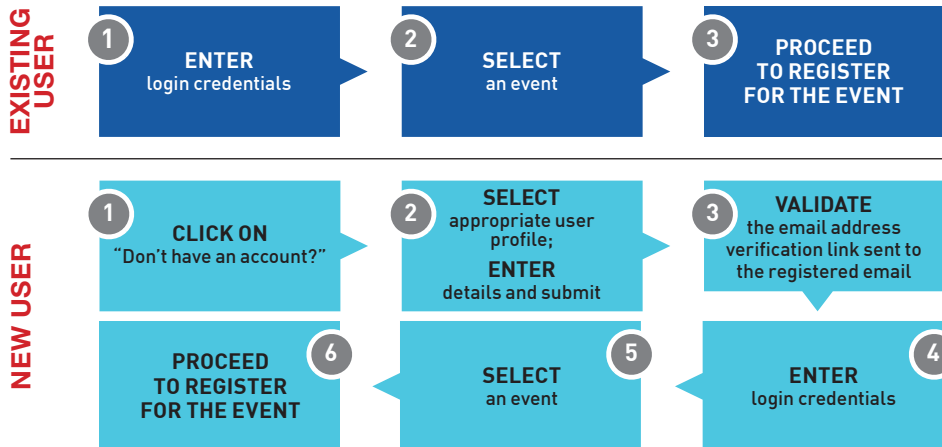 EXISTING
USER
1
ENTER
login credentials
2
SELECT
an event
3
PROCEED
TO REGISTER
FOR THE EVENT
NEW USER
1
CLICK ON
“Don’t have an account?”
2
SELECT
appropriate user
profile;
ENTER
details and submit
3
VALIDATE
the email address
verification link sent to
the registered email
4
ENTER
login credentials
5
SELECT
an event
6
PROCEED
TO REGISTER
FOR THE EVENT